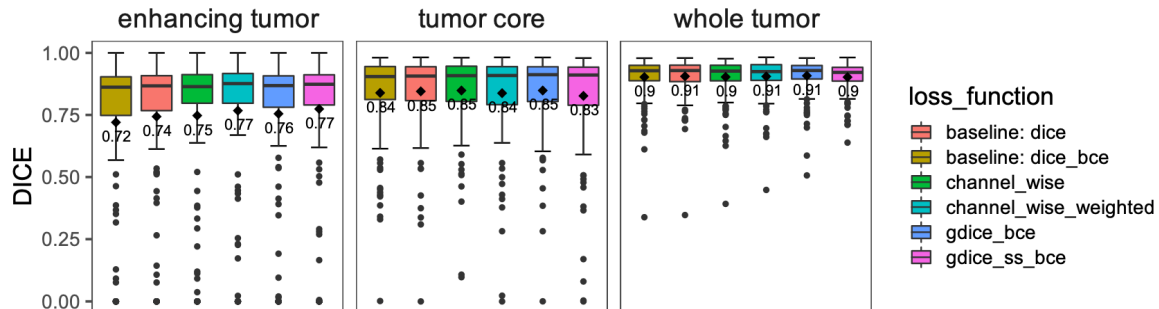 enhancing tumor
tumor core
whole tumor
DICE
1.00
0.75
0.50
0.25
0.00
0.72
0.74
0.75
0.77
0.76
0.77
0.84
0.85
0.85
0.84
0.85
0.83
0.9
0.91
0.9
0.91
0.91
0.9
loss_function
baseline: dice
baseline: dice_bce
channel_wise
channel_wise_weighted
gdice_bce
gdice_ss_bce